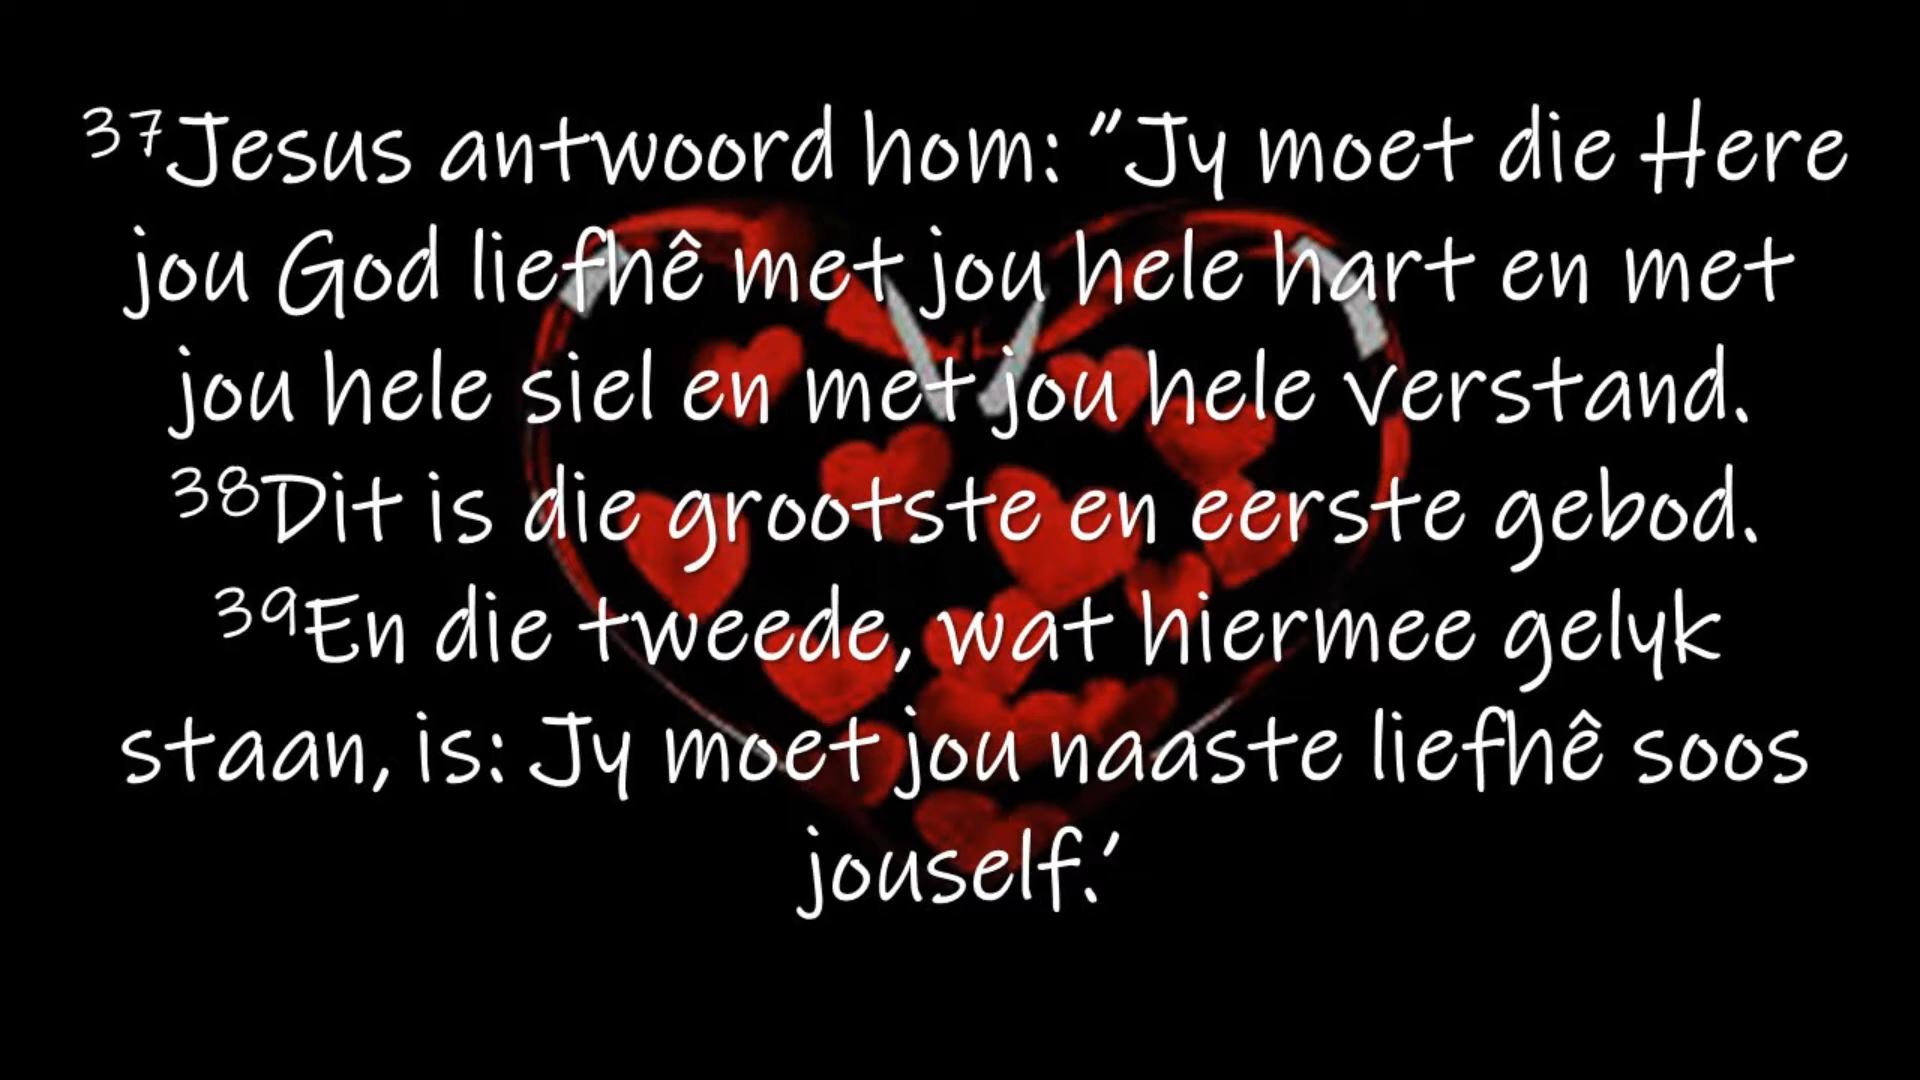 ³⁷Jesus antwoord hom: "Jy moet die Here
jou God liefhê met jou hele hart en met
jou hele siel en met jou hele verstand.
³⁸Dit is die grootste en eerste gebod.
³⁹En die tweede, wat hiermee gelyk
staan, is: Jy moet jou naaste liefhê soos
jouself.'